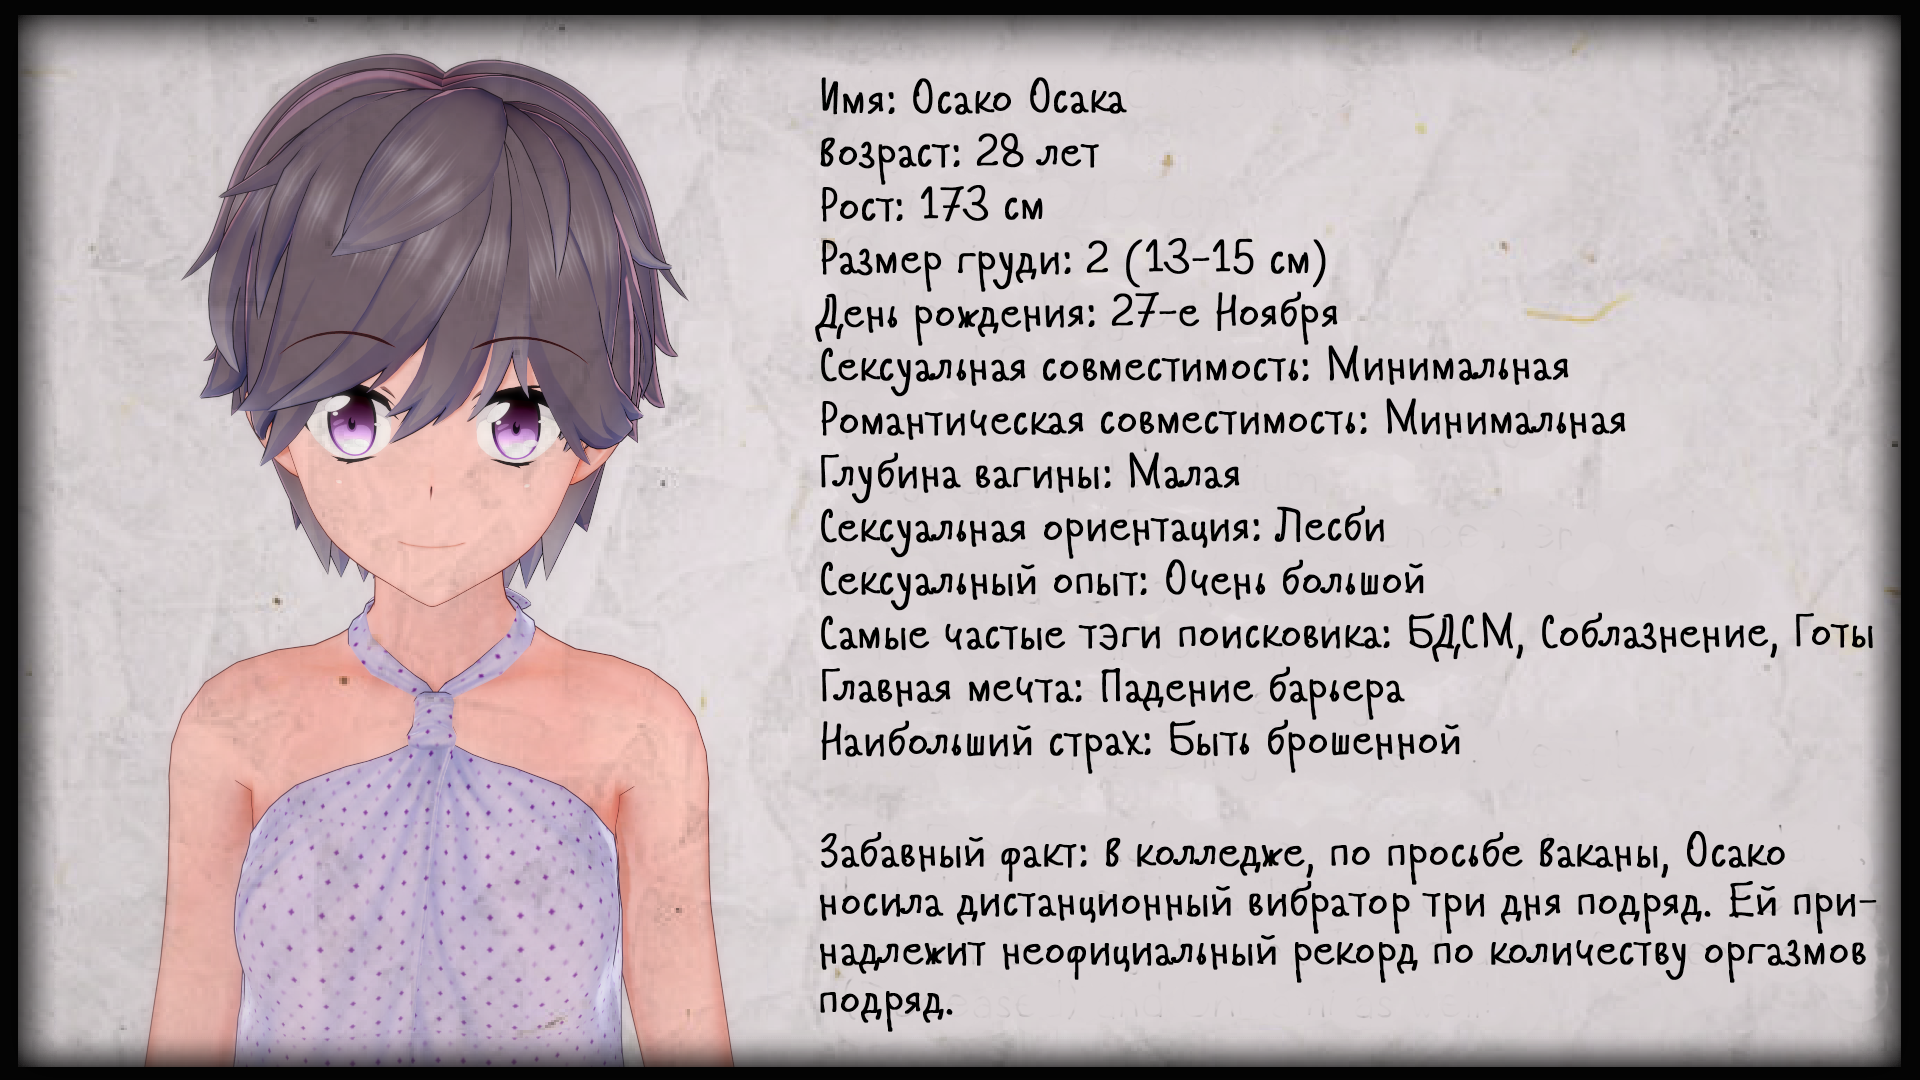 Имя: Осако Осака
Возраст: 28 лет
Рост: 173 см
Размер груди: 2 (13-15 см)
День рождения: 27-е Ноября
Сексуальная совместимость: Минимальная
Романтическая совместимость: Минимальная
Глубина вагины: Малая
Сексуальная ориентация: Лесби
Сексуальный опыт: Очень большой
Самые частые тэги поисковика: БДСМ, Соблазнение, Готы
Главная мечта: Падение барьера
Наибольший страх: Быть брошенной
Забавный факт: В колледже, по просьбе Ваканы, Осако
носила дистанционный вибратор три дня подряд. Ей при-
надлежит неофициальный рекорд по количеству оргазмов
подряд.